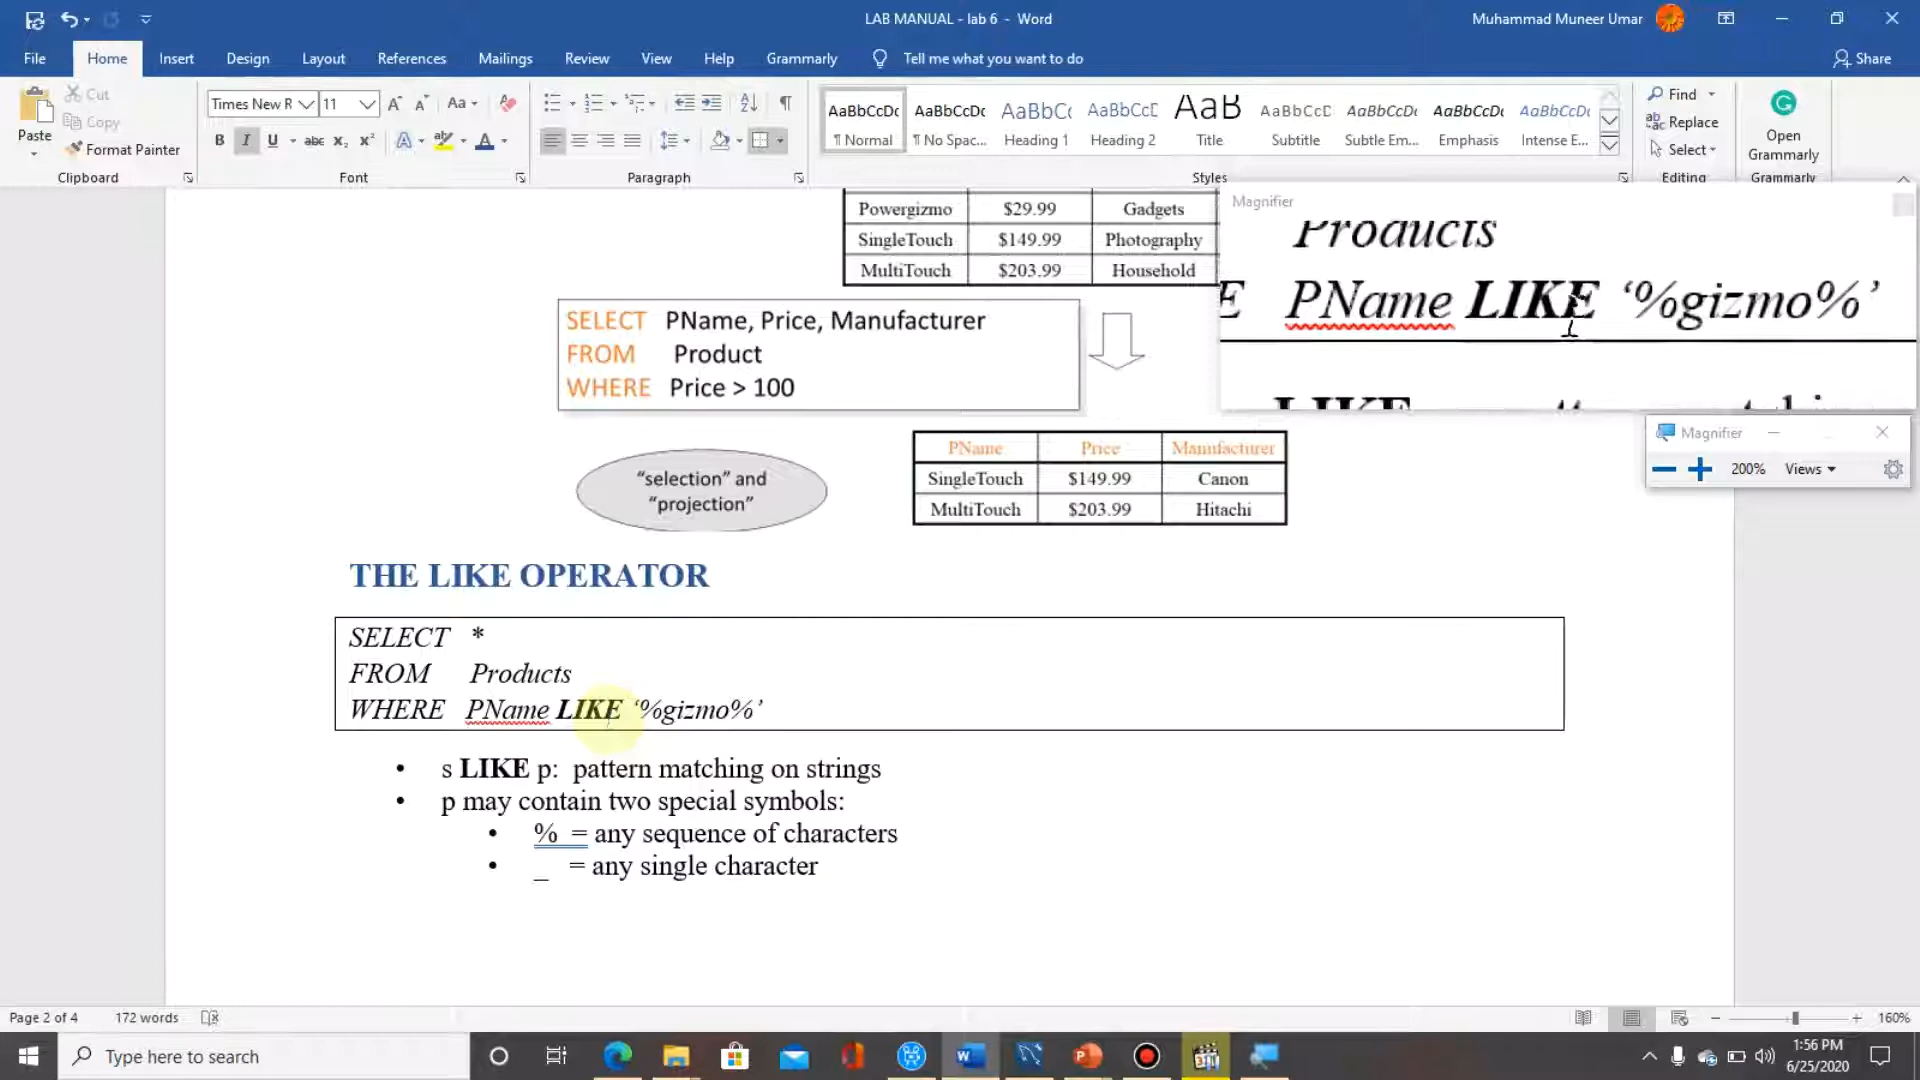 LAB MANUAL - lab 6 - Word
Muhammad Muneer Umar
File Home Insert Design Layout References Mailings Review View Help Grammarly Tell me what you want to do
Share
Paste
Cut
Copy
Format Painter
Clipboard
Times New R 11
Aa
B I U abc x₂ x²
A
Font
Paragraph
AaBbCcDc AaBbCcDc AaBbC( AaBbCcD AaB AaBbCcD AaBbCcDc AaBbCcDc AaBbCcDc
¶ Normal ¶ No Spac... Heading 1 Heading 2 Title Subtitle Subtle Em... Emphasis Intense E...
Styles
Find
Replace
Select
Editing
Open
Grammarly
Grammarly
Powergizmo $29.99 Gadgets
SingleTouch $149.99 Photography
MultiTouch $203.99 Household
Magnifier
Products
E PName LIKE ‘%gizmo%’
SELECT PName, Price, Manufacturer
FROM Product
WHERE Price > 100
Magnifier
200% Views
“selection” and
“projection”
PName Price Manufacturer
SingleTouch $149.99 Canon
MultiTouch $203.99 Hitachi
THE LIKE OPERATOR
SELECT *
FROM Products
WHERE PName LIKE ‘%gizmo%’
• s LIKE p: pattern matching on strings
• p may contain two special symbols:
• % = any sequence of characters
• _ = any single character
Page 2 of 4 172 words
160%
Type here to search
1:56 PM
6/25/2020